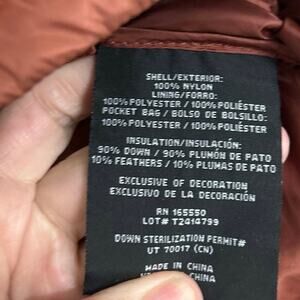 SHELL/EXTERIOR:
100% NYLON
LINING/FORRO:
100% POLYESTER / 100% POLIÉSTER
POCKET BAG / BOLSO DE BOLSILLO:
100% POLYESTER / 100% POLIÉSTER
INSULATION/INSULACIÓN:
90% DOWN / 90% PLUMÓN DE PATO
10% FEATHERS / 10% PLUMAS DE PATO
EXCLUSIVE OF DECORATION
EXCLUSIVO DE LA DECORACIÓN
RN 165550
LOT# T2414799
DOWN STERILIZATION PERMIT#
UT 70017 (CN)
MADE IN CHINA
CHINA